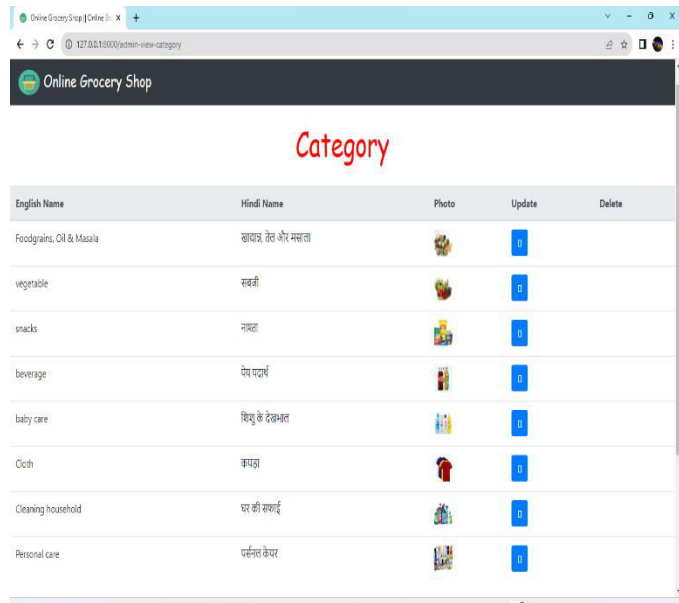 Online Grocery Shop || Online Sh
127.0.0.1:8000/admin-view-category
Online Grocery Shop
Category
English Name Hindi Name Photo Update Delete
Foodgrains, Oil & Masala खाद्यान्न, तेल और मसाला
vegetable सबजी
snacks नाश्ता
beverage पेय पदार्थ
baby care शिशु के देखभाल
Cloth कपड़ा
Cleaning household घर की सफाई
Personal care पर्सनल केयर